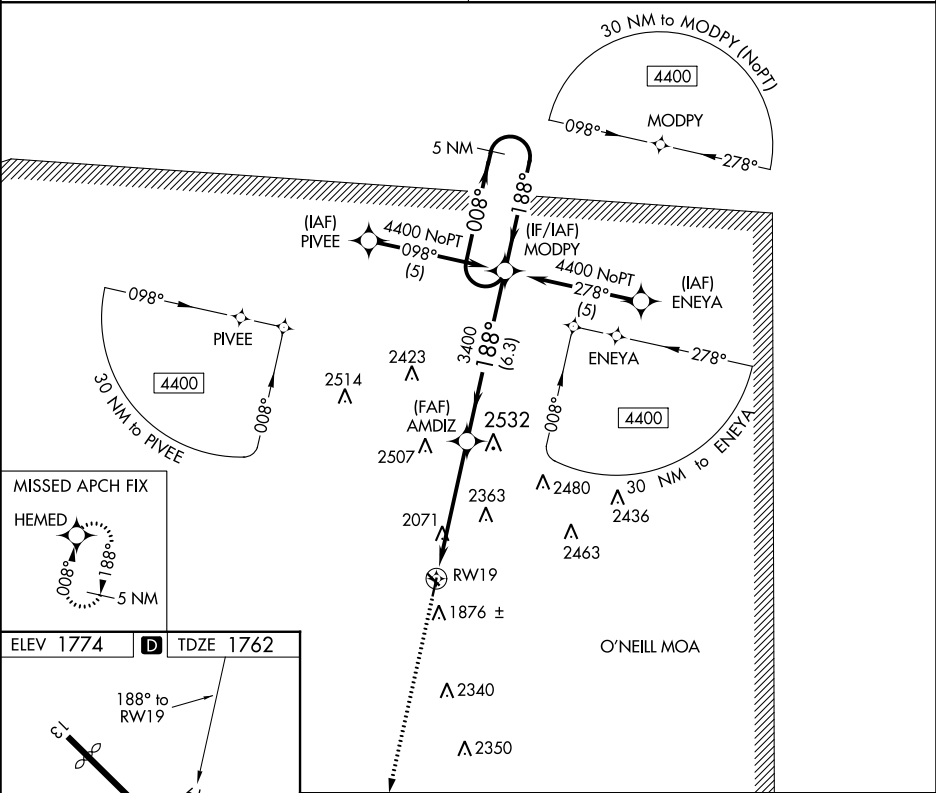 30 NM to MODPY (NoPT)
4400
MODPY
098°
278°
5 NM
008°
188°
(IAF)
PIVEE
4400 NoPT
098°
(5)
(IF/IAF)
MODPY
4400 NoPT
278°
(5)
(IAF)
ENEYA
098°
PIVEE
4400
008°
30 NM to PIVEE
ENEYA
278°
008°
4400
30 NM to ENEYA
3400
188°
(6.3)
2423
2514
(FAF)
AMDIZ
2532
2507
2480
2436
2363
2071
2463
MISSED APCH FIX
HEMED
008°
188°
5 NM
RW19
1876 ±
O'NEILL MOA
ELEV 1774
D
TDZE 1762
188° to
RW19
13
2340
2350